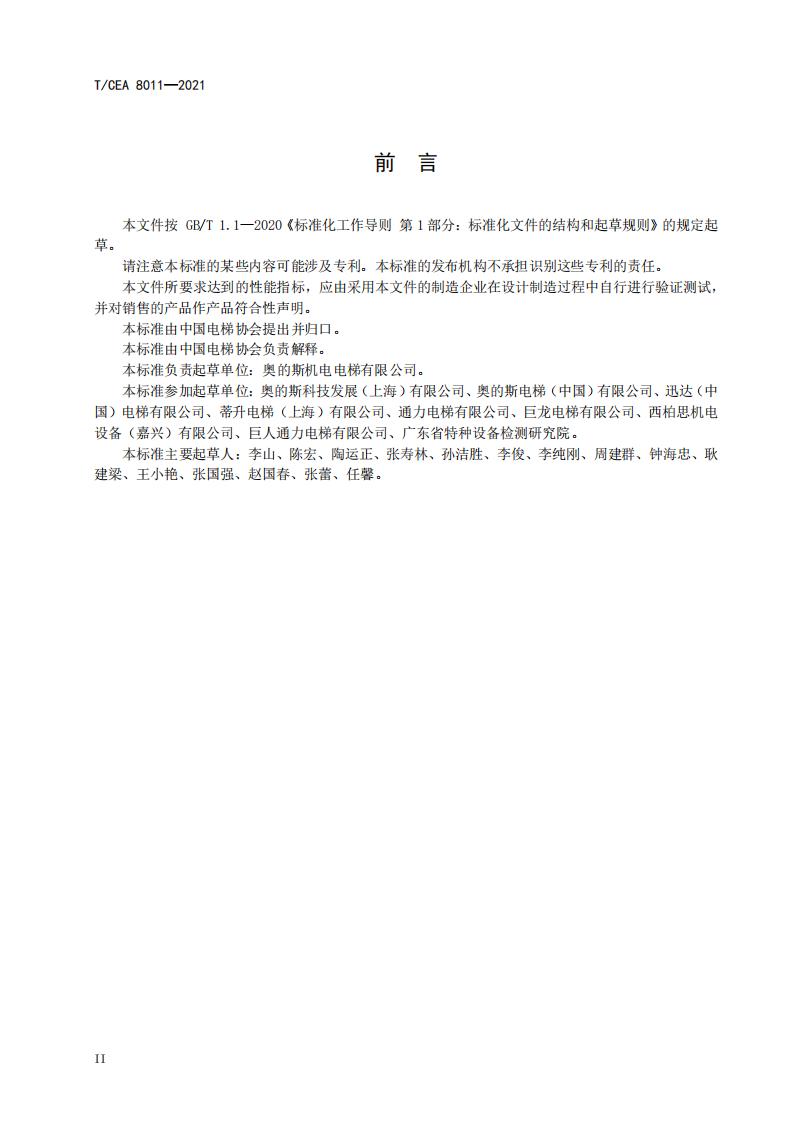 T/CEA 8011—2021
前 言
本文件按 GB/T 1.1—2020《标准化工作导则 第 1 部分：标准化文件的结构和起草规则》的规定起
草。
请注意本标准的某些内容可能涉及专利。本标准的发布机构不承担识别这些专利的责任。
本文件所要求达到的性能指标，应由采用本文件的制造企业在设计制造过程中自行进行验证测试，
并对销售的产品作产品符合性声明。
本标准由中国电梯协会提出并归口。
本标准由中国电梯协会负责解释。
本标准负责起草单位：奥的斯机电电梯有限公司。
本标准参加起草单位：奥的斯科技发展（上海）有限公司、奥的斯电梯（中国）有限公司、迅达（中
国）电梯有限公司、蒂升电梯（上海）有限公司、通力电梯有限公司、巨龙电梯有限公司、西柏思机电
设备（嘉兴）有限公司、巨人通力电梯有限公司、广东省特种设备检测研究院。
本标准主要起草人：李山、陈宏、陶运正、张寿林、孙洁胜、李俊、李纯刚、周建群、钟海忠、耿
建梁、王小艳、张国强、赵国春、张蕾、任馨。
II